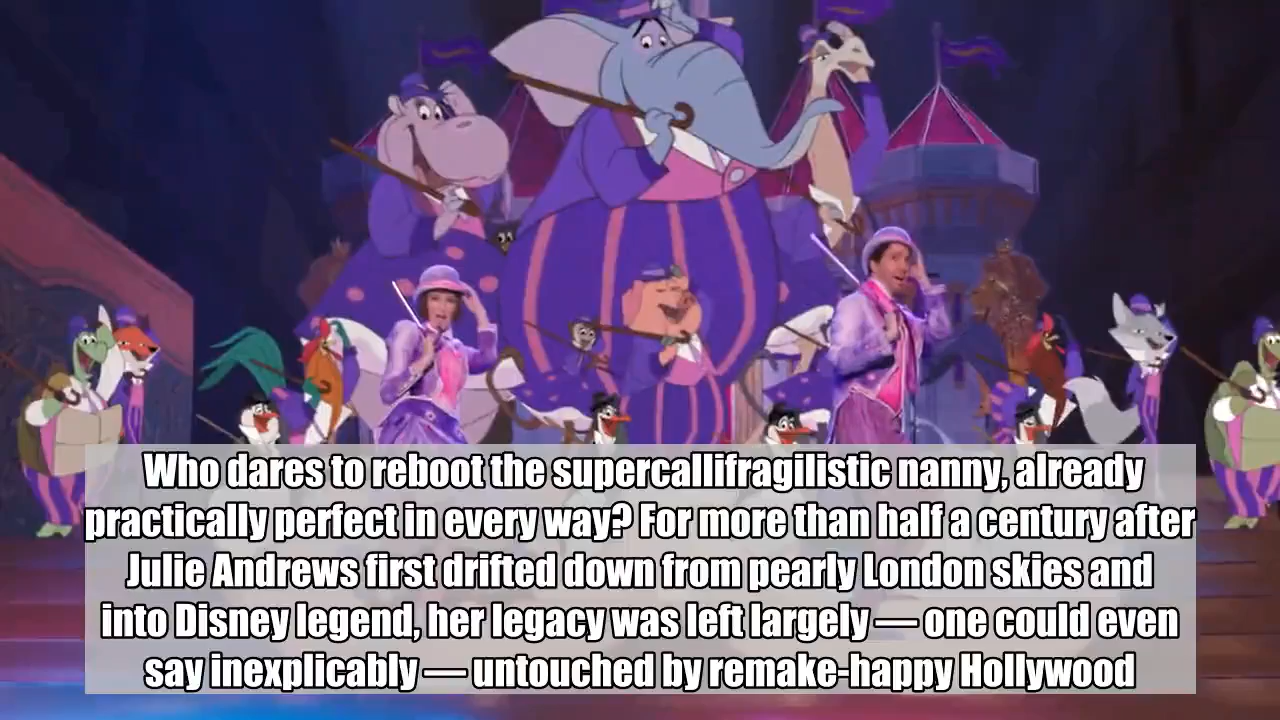 Who dares to reboot the supercallifragilistic nanny, already
practically perfect in every way? For more than half a century after
Julie Andrews first drifted down from pearly London skies and
into Disney legend, her legacy was left largely — one could even
say inexplicably — untouched by remake-happy Hollywood